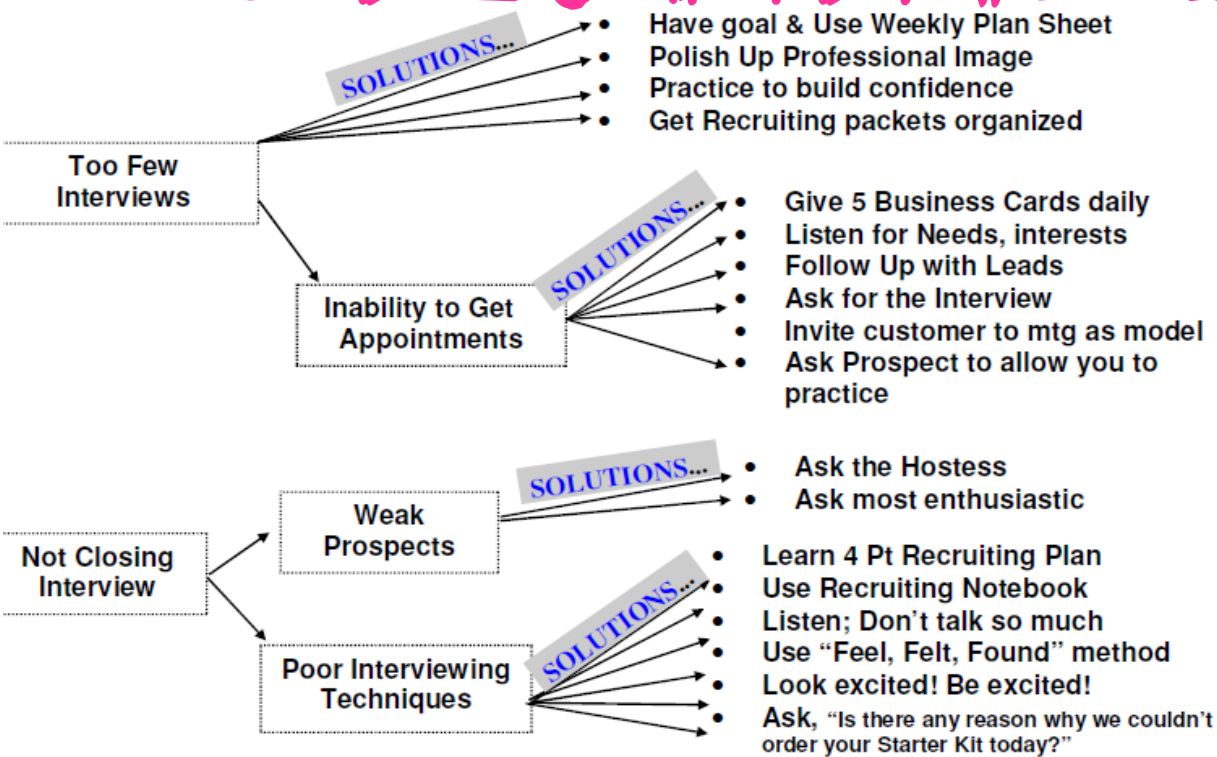 SOLUTIONS...
• Have goal & Use Weekly Plan Sheet
• Polish Up Professional Image
• Practice to build confidence
• Get Recruiting packets organized
Too Few
Interviews
SOLUTIONS...
• Give 5 Business Cards daily
• Listen for Needs, interests
• Follow Up with Leads
• Ask for the Interview
• Invite customer to mtg as model
• Ask Prospect to allow you to
practice
Inability to Get
Appointments
Not Closing
Interview
Weak
Prospects
SOLUTIONS...
• Ask the Hostess
• Ask most enthusiastic
Poor Interviewing
Techniques
SOLUTIONS...
• Learn 4 Pt Recruiting Plan
• Use Recruiting Notebook
• Listen; Don’t talk so much
• Use “Feel, Felt, Found” method
• Look excited! Be excited!
• Ask, “Is there any reason why we couldn’t
order your Starter Kit today?”